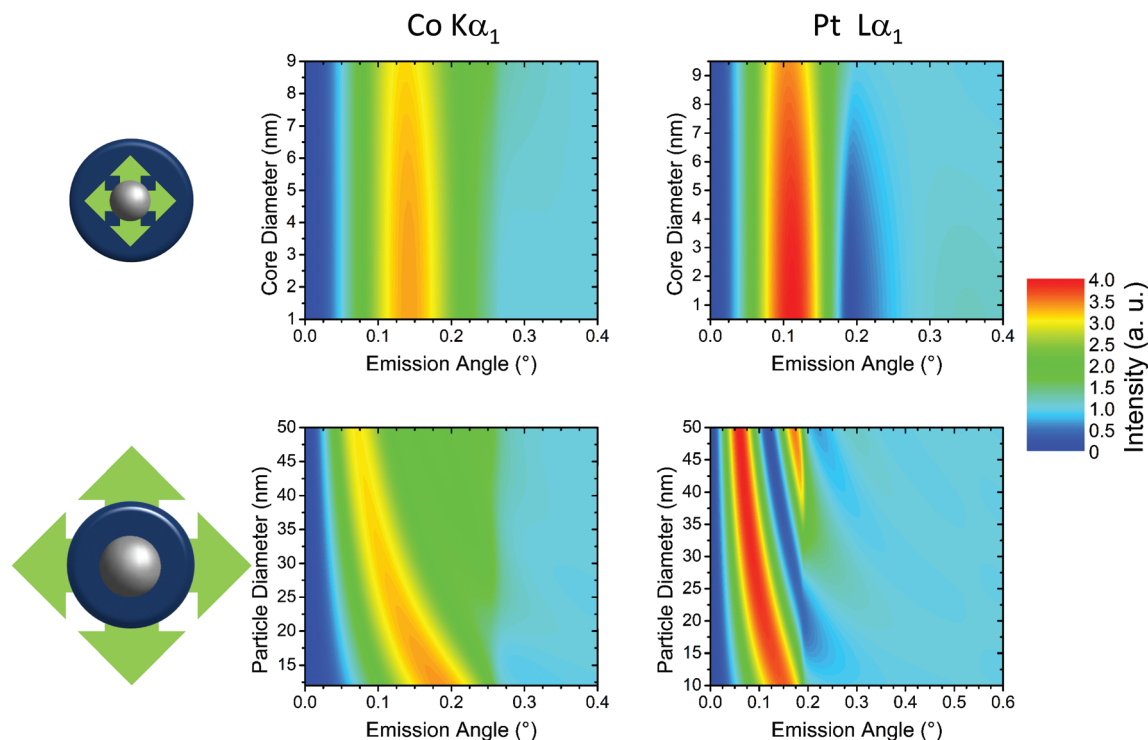 Co Kα1
Pt Lα1
Core Diameter (nm)
9
8
7
6
5
4
3
2
1
0.0 0.1 0.2 0.3 0.4
Emission Angle (°)
Core Diameter (nm)
9
8
7
6
5
4
3
2
1
0.0 0.1 0.2 0.3 0.4
Emission Angle (°)
4.0
3.5
3.0
2.5
2.0
1.5
1.0
0.5
0
Intensity (a. u.)
Particle Diameter (nm)
50
45
40
35
30
25
20
15
0.0 0.1 0.2 0.3 0.4
Emission Angle (°)
Particle Diameter (nm)
50
45
40
35
30
25
20
15
10
0.0 0.1 0.2 0.3 0.4 0.5 0.6
Emission Angle (°)